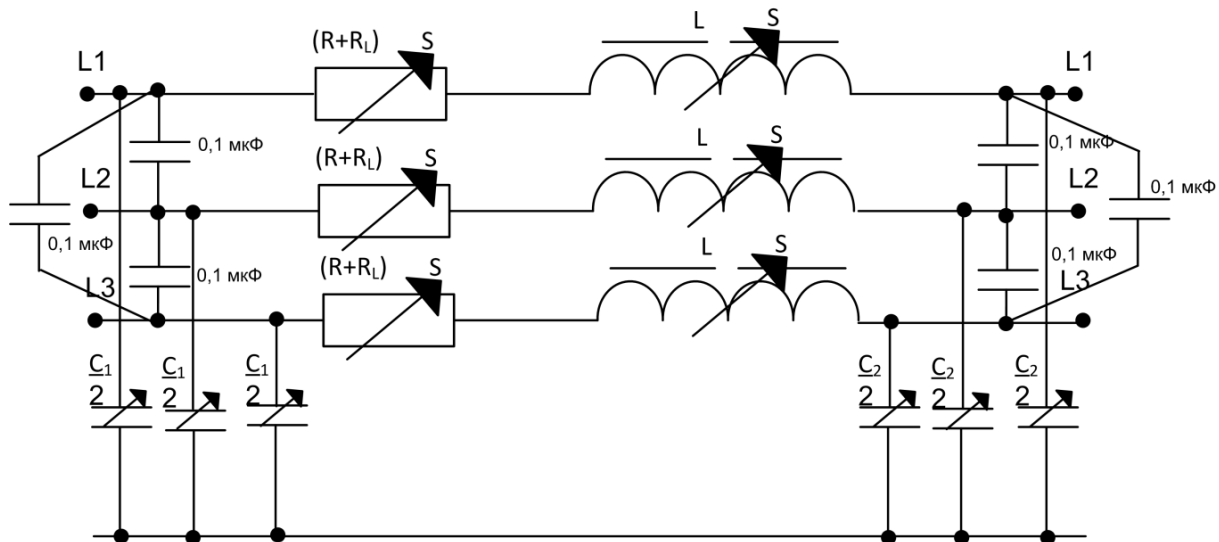 (R+RL) S L S
L1 L1
0,1 мкФ 0,1 мкФ
(R+RL) S L S
L2 L2
0,1 мкФ
0,1 мкФ
(R+RL) S L S
0,1 мкФ 0,1 мкФ
L3 L3
C1 C1 C1 C2 C2 C2
2 2 2 2 2 2